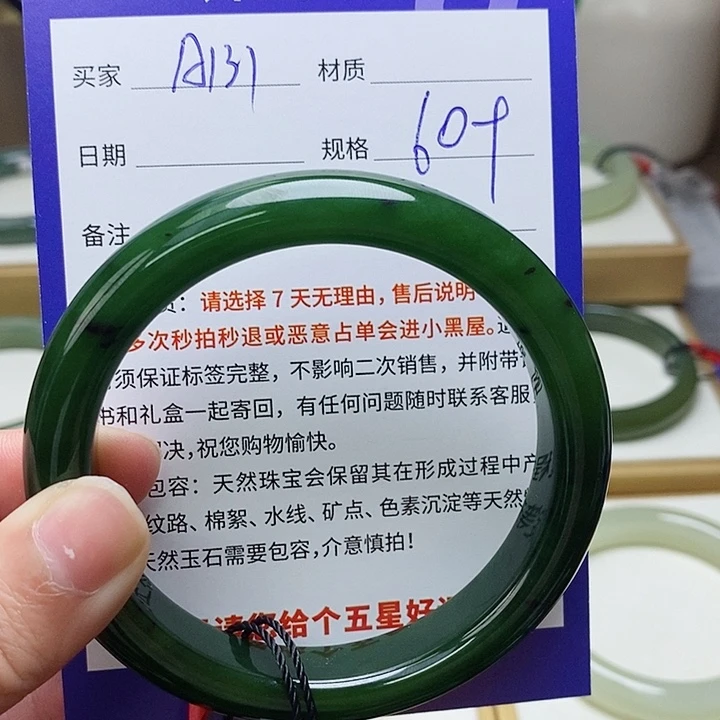 买家 A131 材质
日期 规格 60+
备注
：请选择7天无理由，售后说明
多次秒拍秒退或恶意占单会进小黑屋。
须保证标签完整，不影响二次销售，并附带
书和礼盒一起寄回，有任何问题随时联系客服
决，祝您购物愉快。
包容：天然珠宝会保留其在形成过程中产
纹路、棉絮、水线、矿点、色素沉淀等天然
天然玉石需要包容，介意慎拍！
请您给个五星好